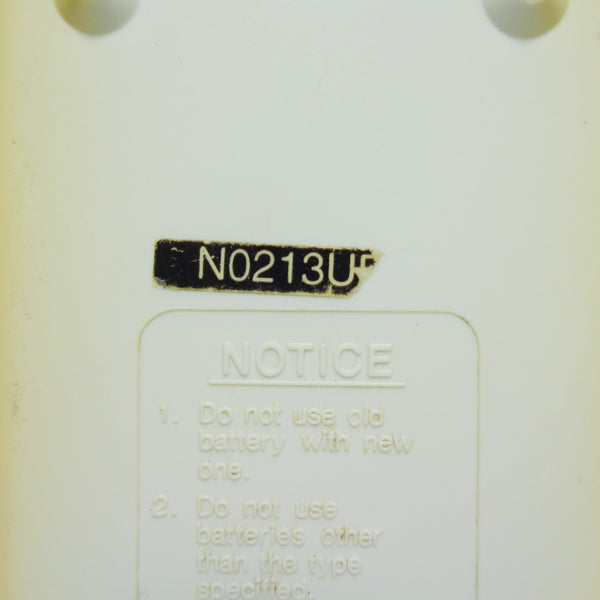 N0213U
NOTICE
1. Do not use old
battery with new
one.
2. Do not use
batteries other
than the type
specified.